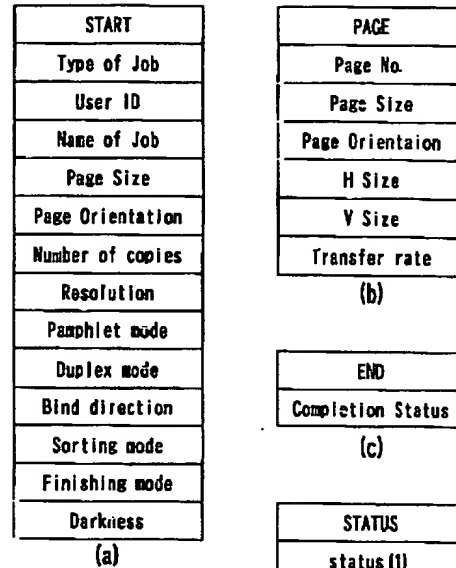 START
Type of Job
User ID
Name of Job
Page Size
Page Orientation
Number of copies
Resolution
Pamphlet mode
Duplex mode
Bind direction
Sorting mode
Finishing mode
Darkness
(a)
PAGE
Page No.
Page Size
Page Orientaion
H Size
V Size
Transfer rate
(b)
END
Completion Status
(c)
STATUS
status(1)